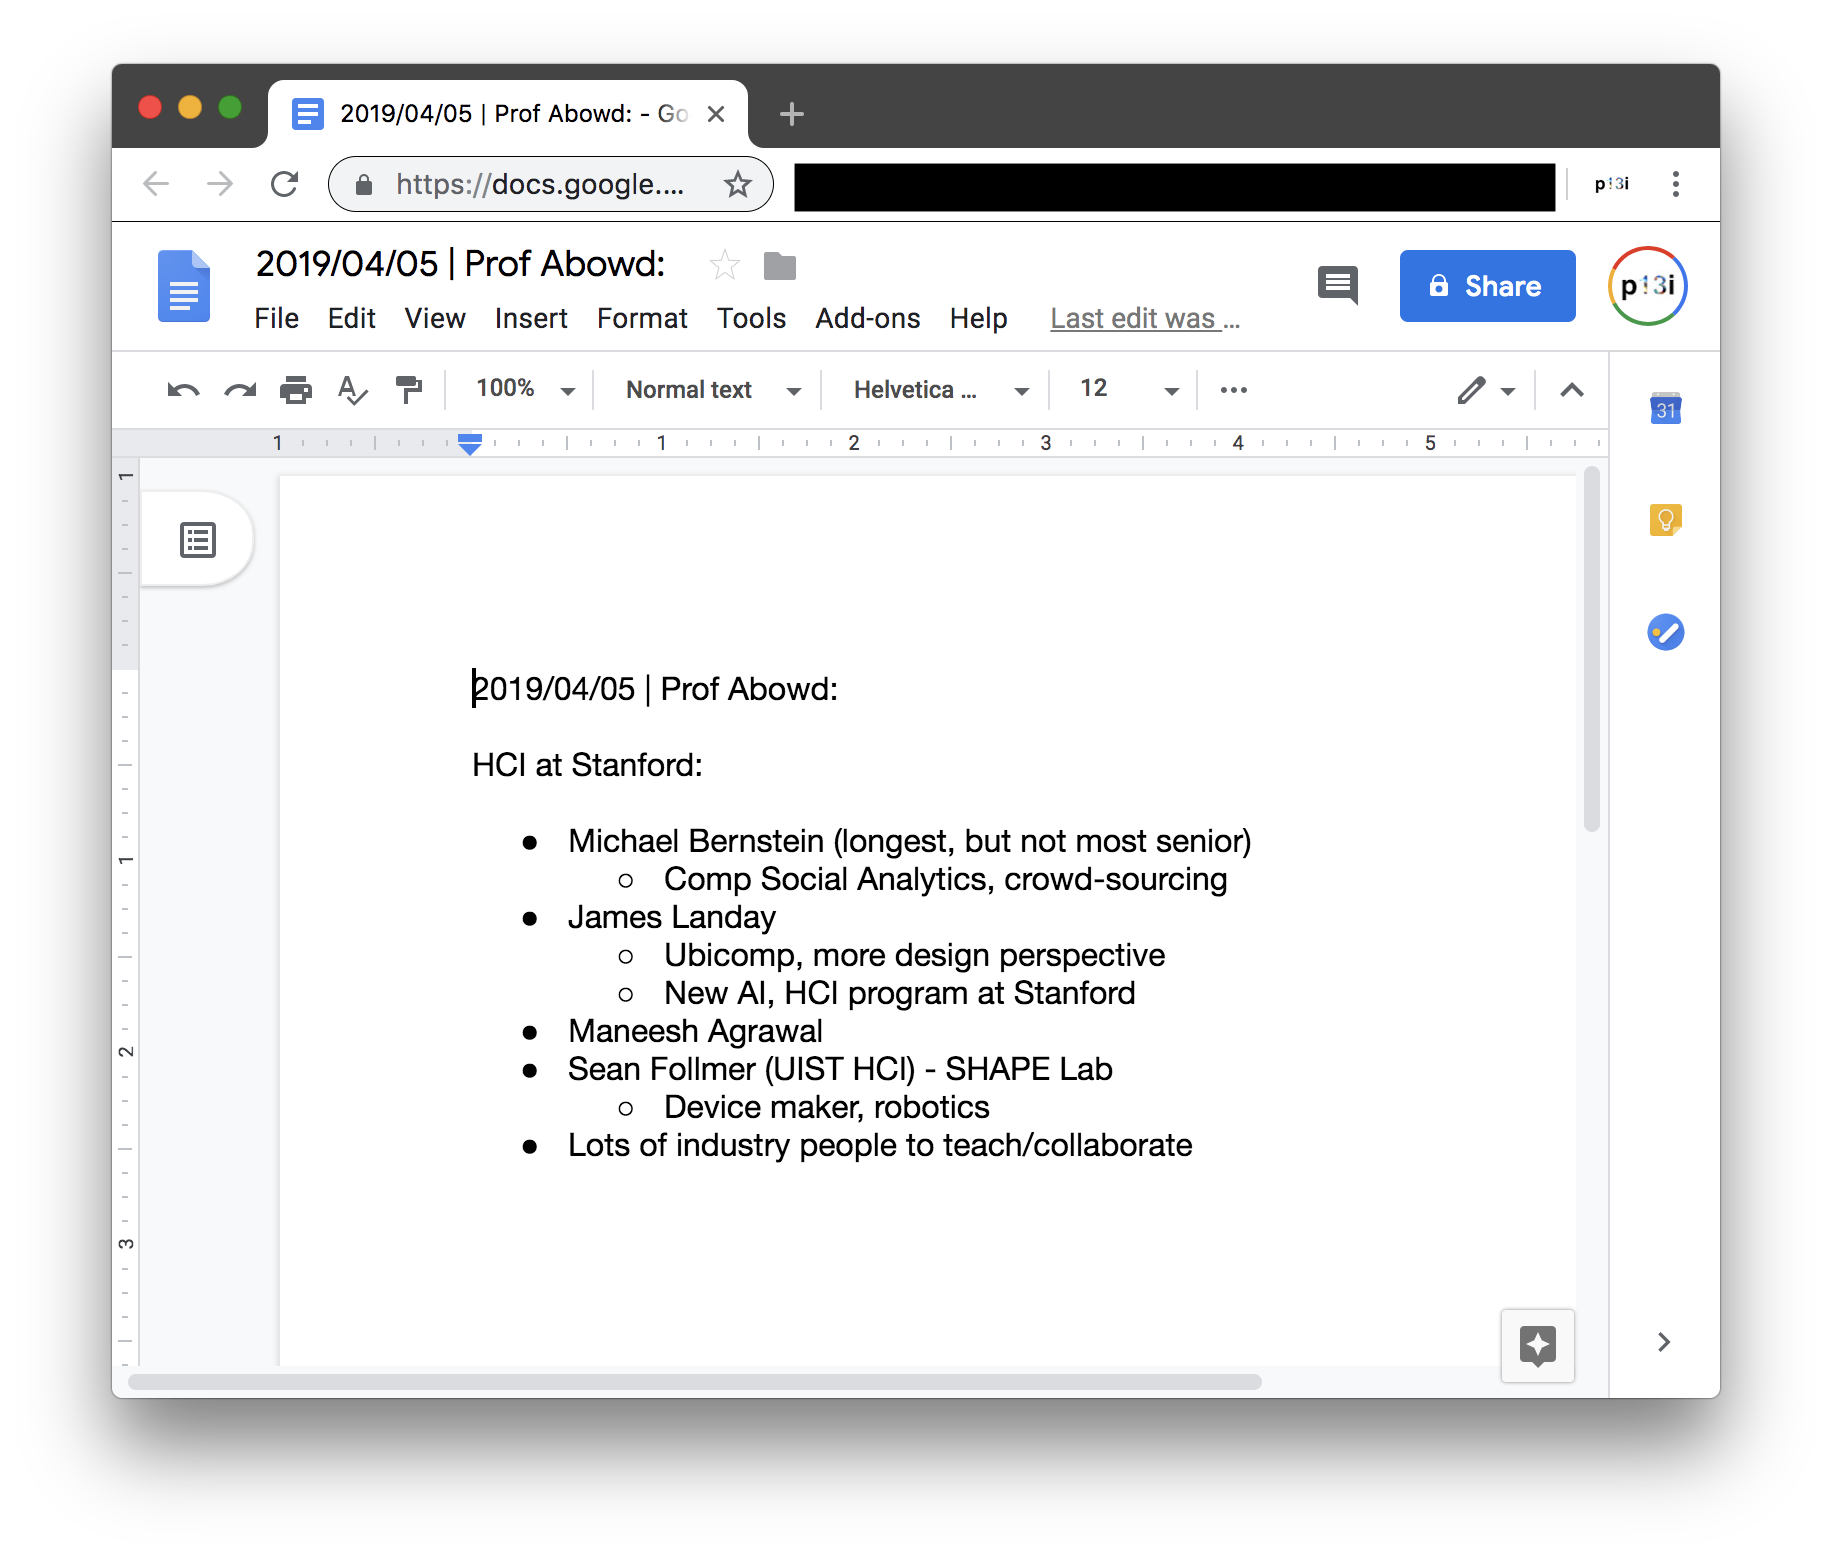 2019/04/05 | Prof Abowd: - Go
https://docs.google....
p13i
2019/04/05 | Prof Abowd:
File Edit View Insert Format Tools Add-ons Help Last edit was ...
Share
p13i
100% Normal text Helvetica ... 12
31
1 1 2 3 4 5
1
1
2
3
2019/04/05 | Prof Abowd:
HCI at Stanford:
● Michael Bernstein (longest, but not most senior)
○ Comp Social Analytics, crowd-sourcing
● James Landay
○ Ubicomp, more design perspective
○ New AI, HCI program at Stanford
● Maneesh Agrawal
● Sean Follmer (UIST HCI) - SHAPE Lab
○ Device maker, robotics
● Lots of industry people to teach/collaborate